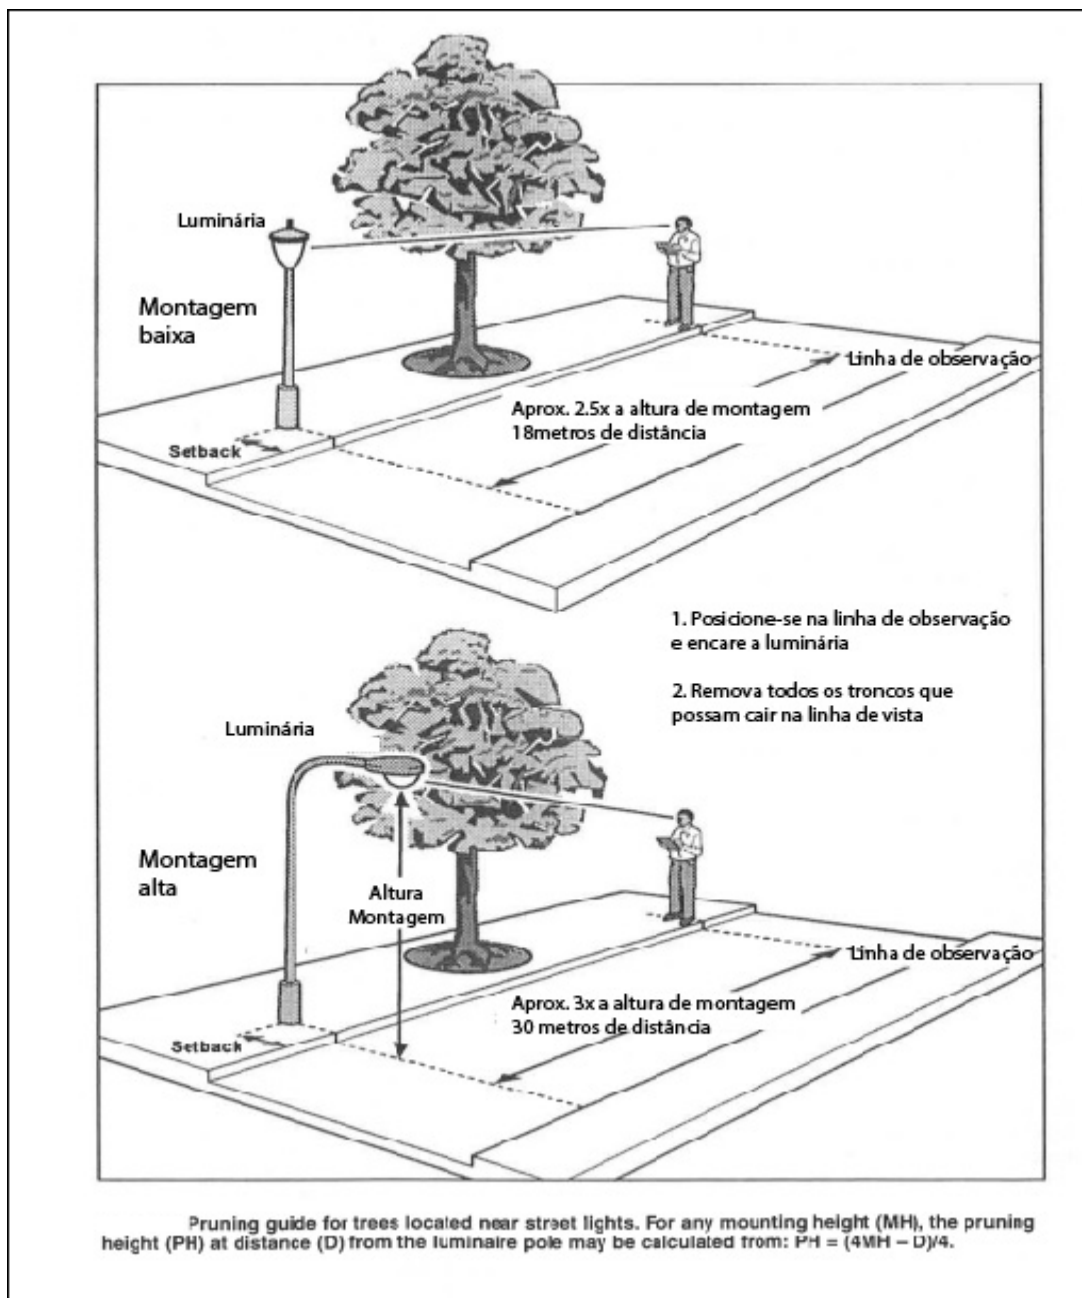 Luminária
Montagem
baixa
Linha de observação
Aprox. 2.5x a altura de montagem
18metros de distância
Setback
1. Posicione-se na linha de observação
e encare a luminária
2. Remova todos os troncos que
possam cair na linha de vista
Luminária
Montagem
alta
Altura
Montagem
Linha de observação
Aprox. 3x a altura de montagem
30 metros de distância
Setback
Pruning guide for trees located near street lights. For any mounting height (MH), the pruning
height (PH) at distance (D) from the luminaire pole may be calculated from: PH = (4MH – D)/4.